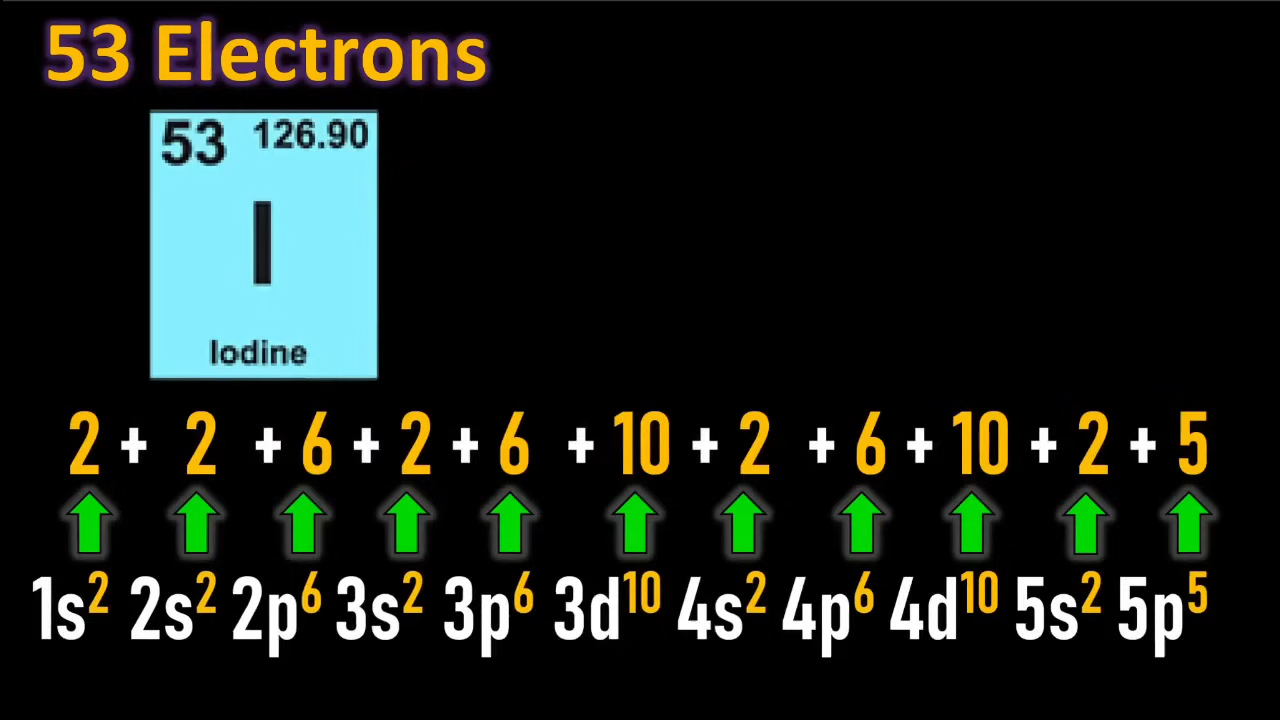 53 Electrons
53 126.90
I
Iodine
2 + 2 + 6 + 2 + 6 + 10 + 2 + 6 + 10 + 2 + 5
1s² 2s² 2p⁶ 3s² 3p⁶ 3d¹⁰ 4s² 4p⁶ 4d¹⁰ 5s² 5p⁵